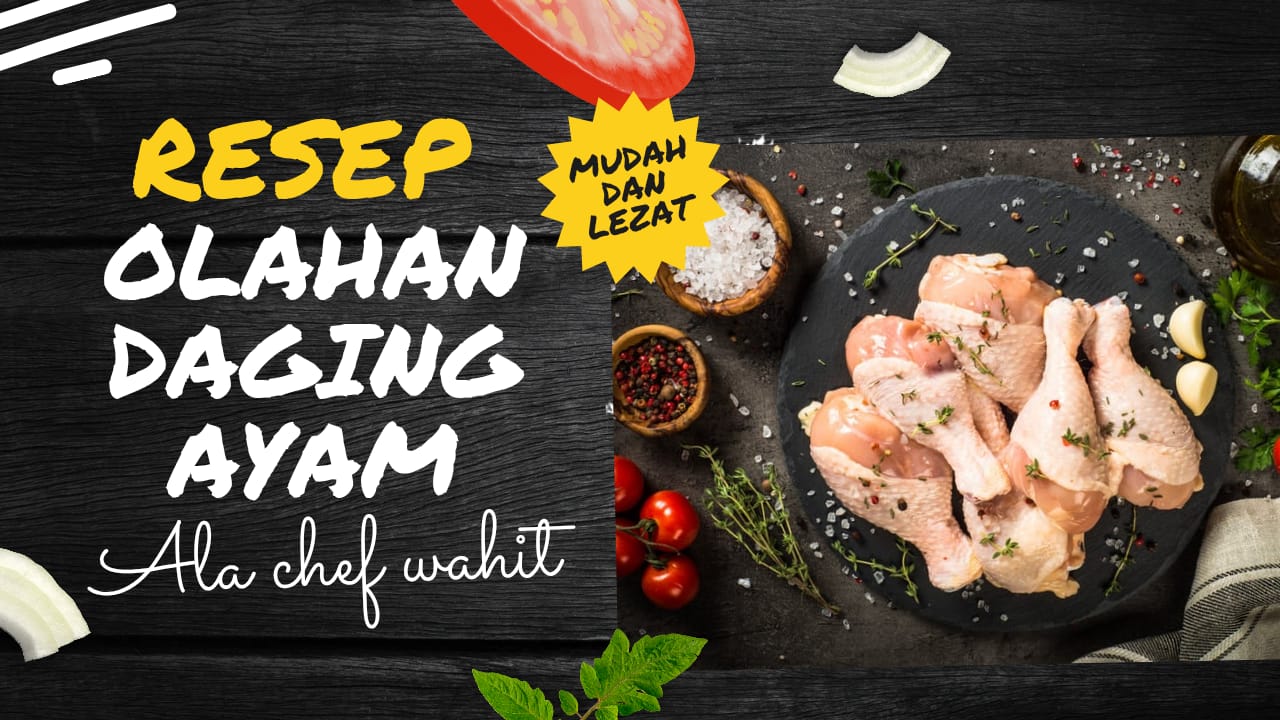 RESEP
OLAHAN
DAGING
AYAM
Ala chef wahit
MUDAH
DAN
LEZAT